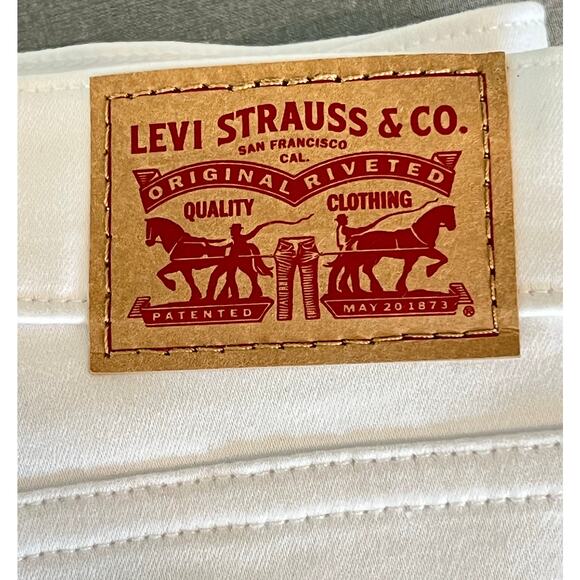 LEVI STRAUSS & CO.
SAN FRANCISCO
CAL.
ORIGINAL RIVETED
QUALITY CLOTHING
PATENTED MAY 20 1873 ®